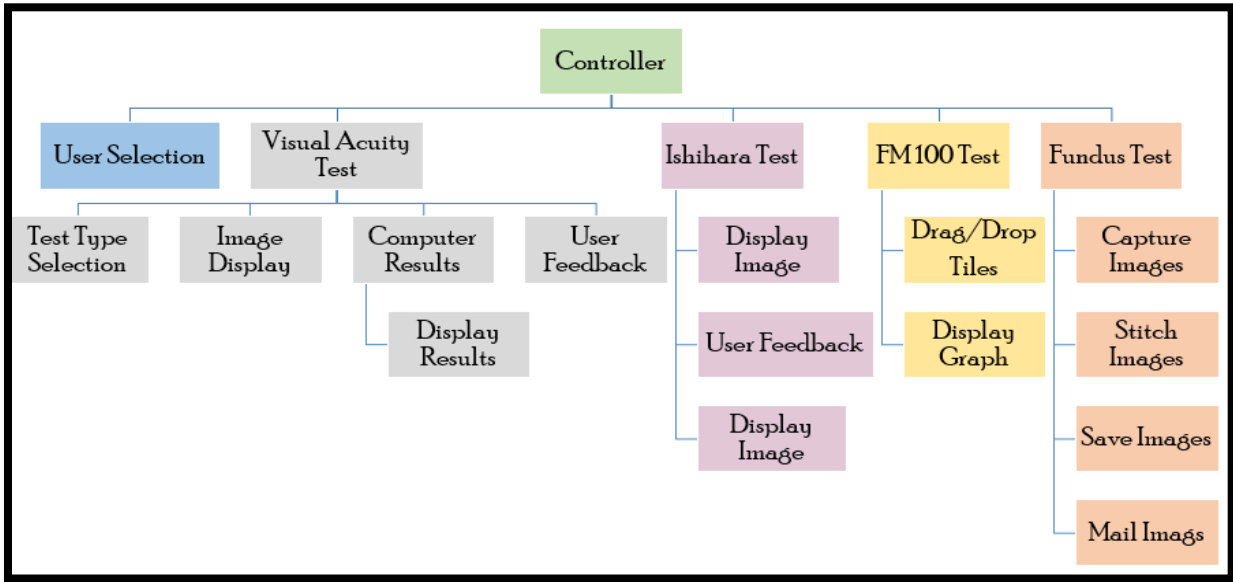 Controller
User Selection
Visual Acuity
Test
Ishihara Test
FM100 Test
Fundus Test
Test Type
Selection
Image
Display
Computer
Results
User
Feedback
Display
Image
Drag/Drop
Tiles
Capture
Images
Display
Results
User Feedback
Display
Graph
Stitch
Images
Display
Image
Save Images
Mail Imags